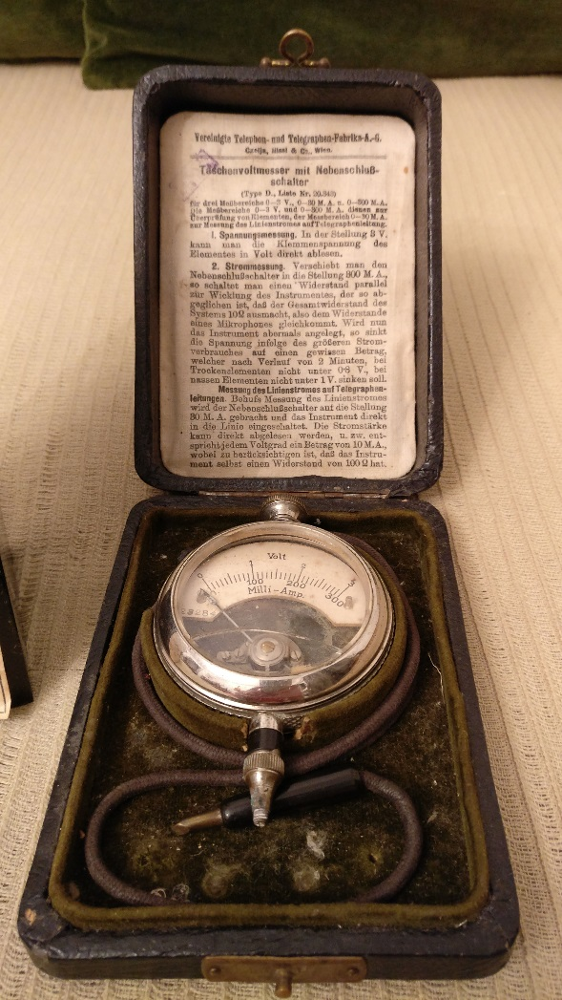 Vereinigte Telephon- und Telegraphen-Fabriks-A.-G.
Czeija, Nissl & Co., Wien.
Taschenvoltmesser mit Nebenschluß-
schalter
(Type D., Liste Nr. 20.343)
für drei Meßbereiche 0—3 V., 0—30 M. A. u. 0—300 M. A.
Die Meßbereiche 0—3 V. und 0—300 M. A. dienen zur
Überprüfung von Elementen, der Messbereich 0—30 M. A.
zur Messung des Linienstromes auf Telegraphenleitung.
1. Spannungsmessung. In der Stellung 3 V.
kann man die Klemmenspannung des
Elementes in Volt direkt ablesen.
2. Strommessung. Verschiebt man den
Nebenschlußschalter in die Stellung 300 M. A.,
so schaltet man einen Widerstand parallel
zur Wicklung des Instrumentes, der so ab-
geglichen ist, daß der Gesamtwiderstand des
Systems 10 Ω ausmacht, also dem Widerstande
eines Mikrophones gleichkommt. Wird nun
das Instrument abermals angelegt, so sinkt
die Spannung infolge des größeren Strom-
verbrauches auf einen gewissen Betrag,
welcher nach Verlauf von 2 Minuten, bei
Trockenelementen nicht unter 0·8 V., bei
nassen Elementen nicht unter 1 V. sinken soll.
Messung des Linienstromes auf Telegraphen-
leitungen. Behufs Messung des Linienstromes
wird der Nebenschlußschalter auf die Stellung
30 M. A. gebracht und das Instrument direkt
in die Linie eingeschaltet. Die Stromstärke
kann direkt abgelesen werden, u. zw. ent-
spricht jedem Voltgrad ein Betrag von 10 M. A.,
wobei zu berücksichtigen ist, daß das Instru-
ment selbst einen Widerstand von 100 Ω hat.
Volt
0 1 2 3
100 200 300
Milli-Amp.